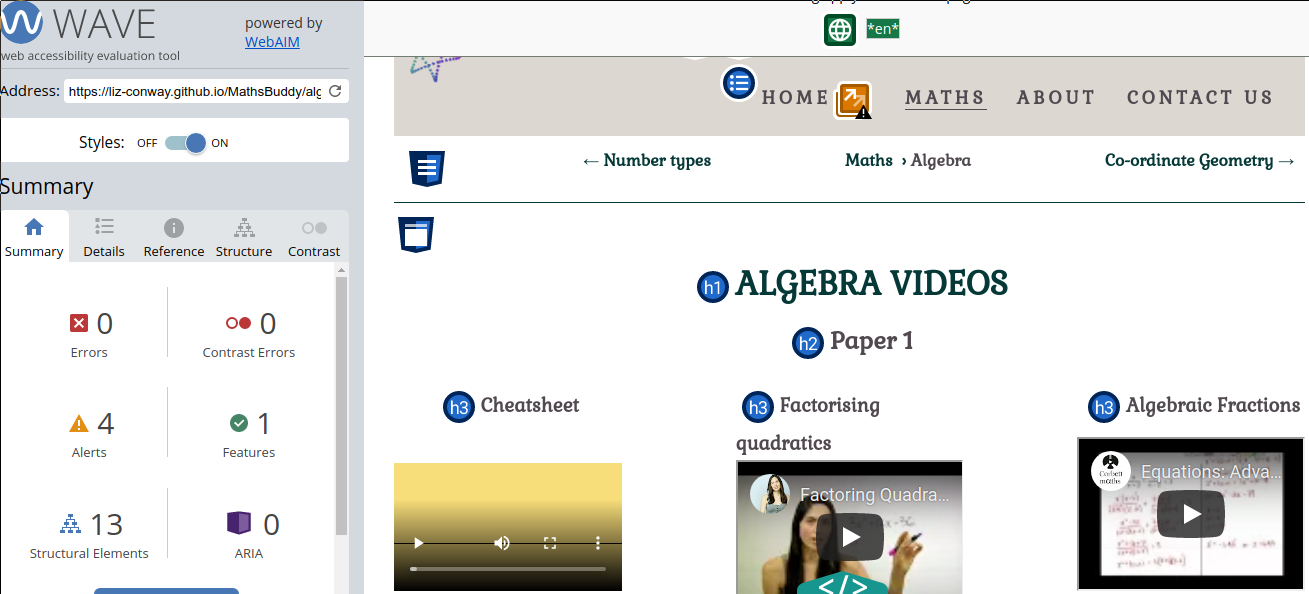 WAVE
web accessibility evaluation tool
powered by
WebAIM
Address: https://liz-conway.github.io/MathsBuddy/alg
Styles: OFF ON
Summary
Summary Details Reference Structure Contrast
0 Errors
0 Contrast Errors
4 Alerts
1 Features
13 Structural Elements
0 ARIA
*en*
HOME MATHS ABOUT CONTACT US
← Number types
Maths › Algebra
Co-ordinate Geometry →
h1 ALGEBRA VIDEOS
h2 Paper 1
h3 Cheatsheet
h3 Factorising
quadratics
Factoring Quadra...
</>
h3 Algebraic Fractions
Corbett
maths
Equations: Adva...